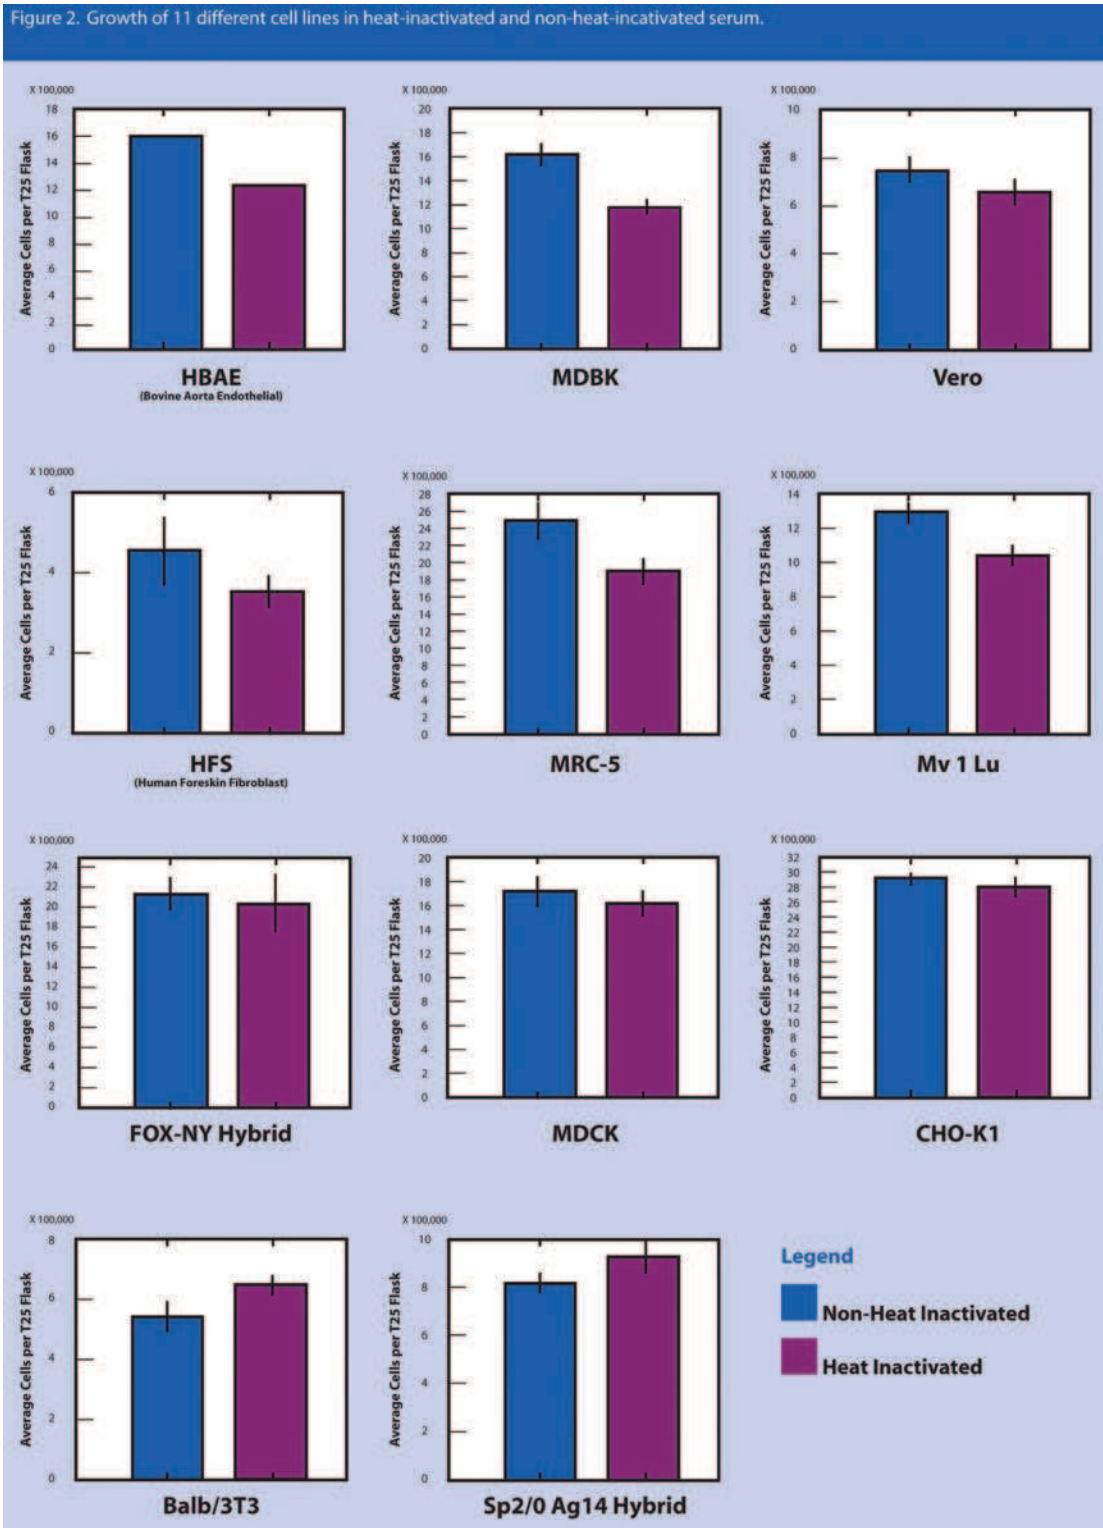 Figure 2. Growth of 11 different cell lines in heat-inactivated and non-heat-incativated serum.
X 100,000
18
16
14
12
10
8
6
4
2
0
Average Cells per T25 Flask
HBAE
(Bovine Aorta Endothelial)
X 100,000
20
18
16
14
12
10
8
6
4
2
0
Average Cells per T25 Flask
MDBK
X 100,000
10
8
6
4
2
0
Average Cells per T25 Flask
Vero
X 100,000
6
4
2
0
Average Cells per T25 Flask
HFS
(Human Foreskin Fibroblast)
X 100,000
28
26
24
22
20
18
16
14
12
10
8
6
4
2
0
Average Cells per T25 Flask
MRC-5
X 100,000
14
12
10
8
6
4
2
0
Average Cells per T25 Flask
Mv 1 Lu
X 100,000
24
22
20
18
16
14
12
10
8
6
4
2
0
Average Cells per T25 Flask
FOX-NY Hybrid
X 100,000
20
18
16
14
12
10
8
6
4
2
0
Average Cells per T25 Flask
MDCK
X 100,000
32
30
28
26
24
22
20
18
16
14
12
10
8
6
4
2
0
Average Cells per T25 Flask
CHO-K1
X 100,000
8
6
4
2
0
Average Cells per T25 Flask
Balb/3T3
X 100,000
10
8
6
4
2
0
Average Cells per T25 Flask
Sp2/0 Ag14 Hybrid
Legend
Non-Heat Inactivated
Heat Inactivated